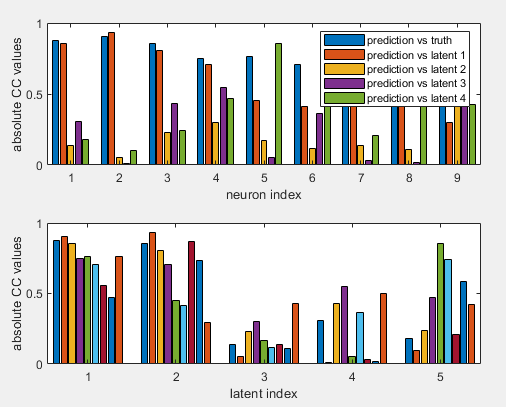 absolute CC values
1
0.5
0
prediction vs truth
prediction vs latent 1
prediction vs latent 2
prediction vs latent 3
prediction vs latent 4
1 2 3 4 5 6 7 8 9
neuron index
absolute CC values
1
0.5
0
1 2 3 4 5
latent index